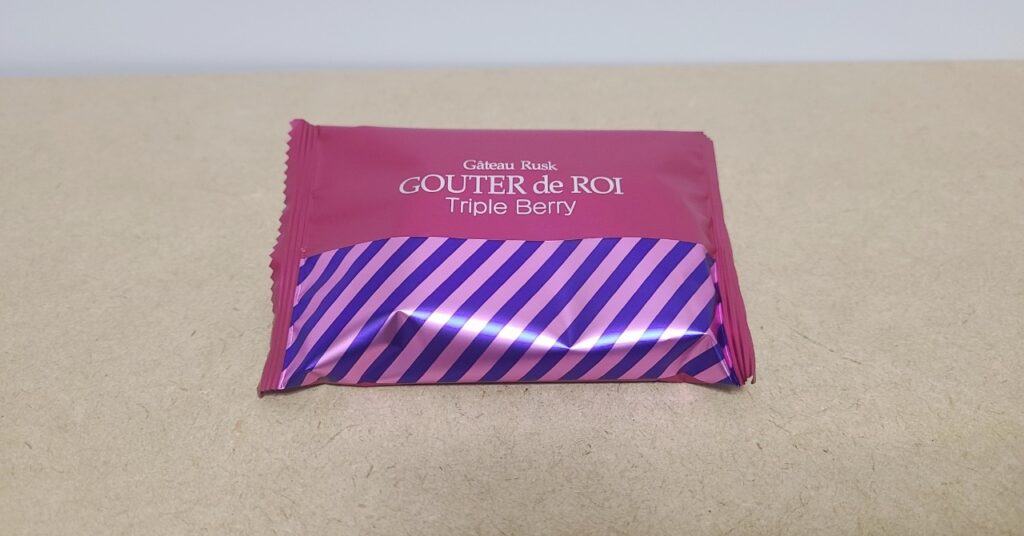 Gâteau Rusk
GOUTER de ROI
Triple Berry